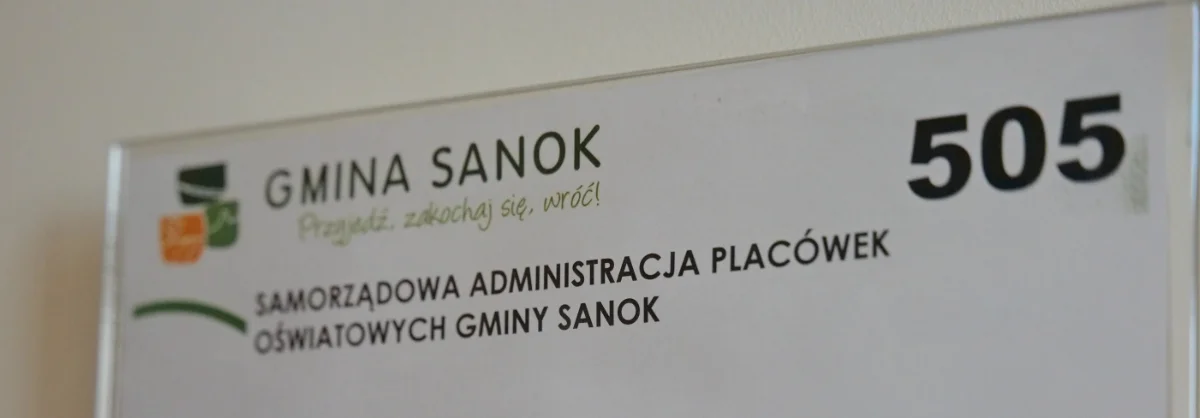 GMINA SANOK
505
Przyjedź, zakochaj się, wróć!
SAMORZĄDOWA ADMINISTRACJA PLACÓWEK
OŚWIATOWYCH GMINY SANOK